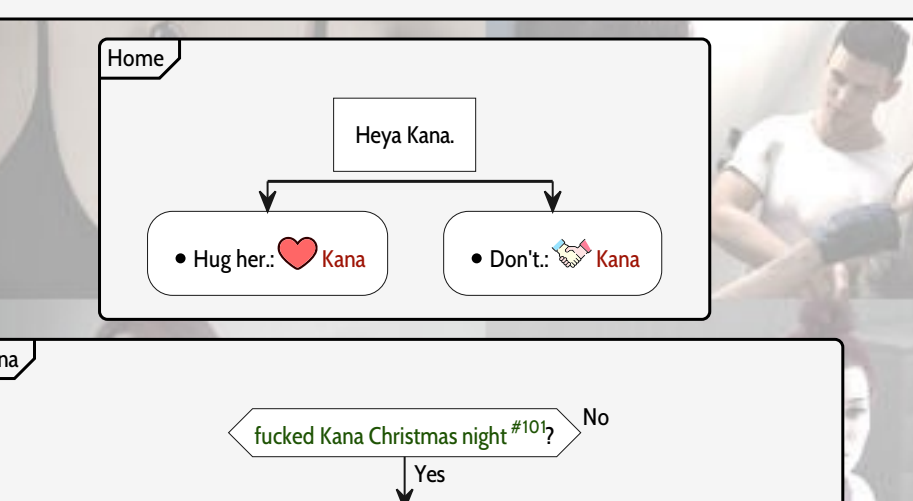 Home
Heya Kana.
• Hug her.: Kana
• Don't.: Kana
na
fucked Kana Christmas night #101?
No
Yes